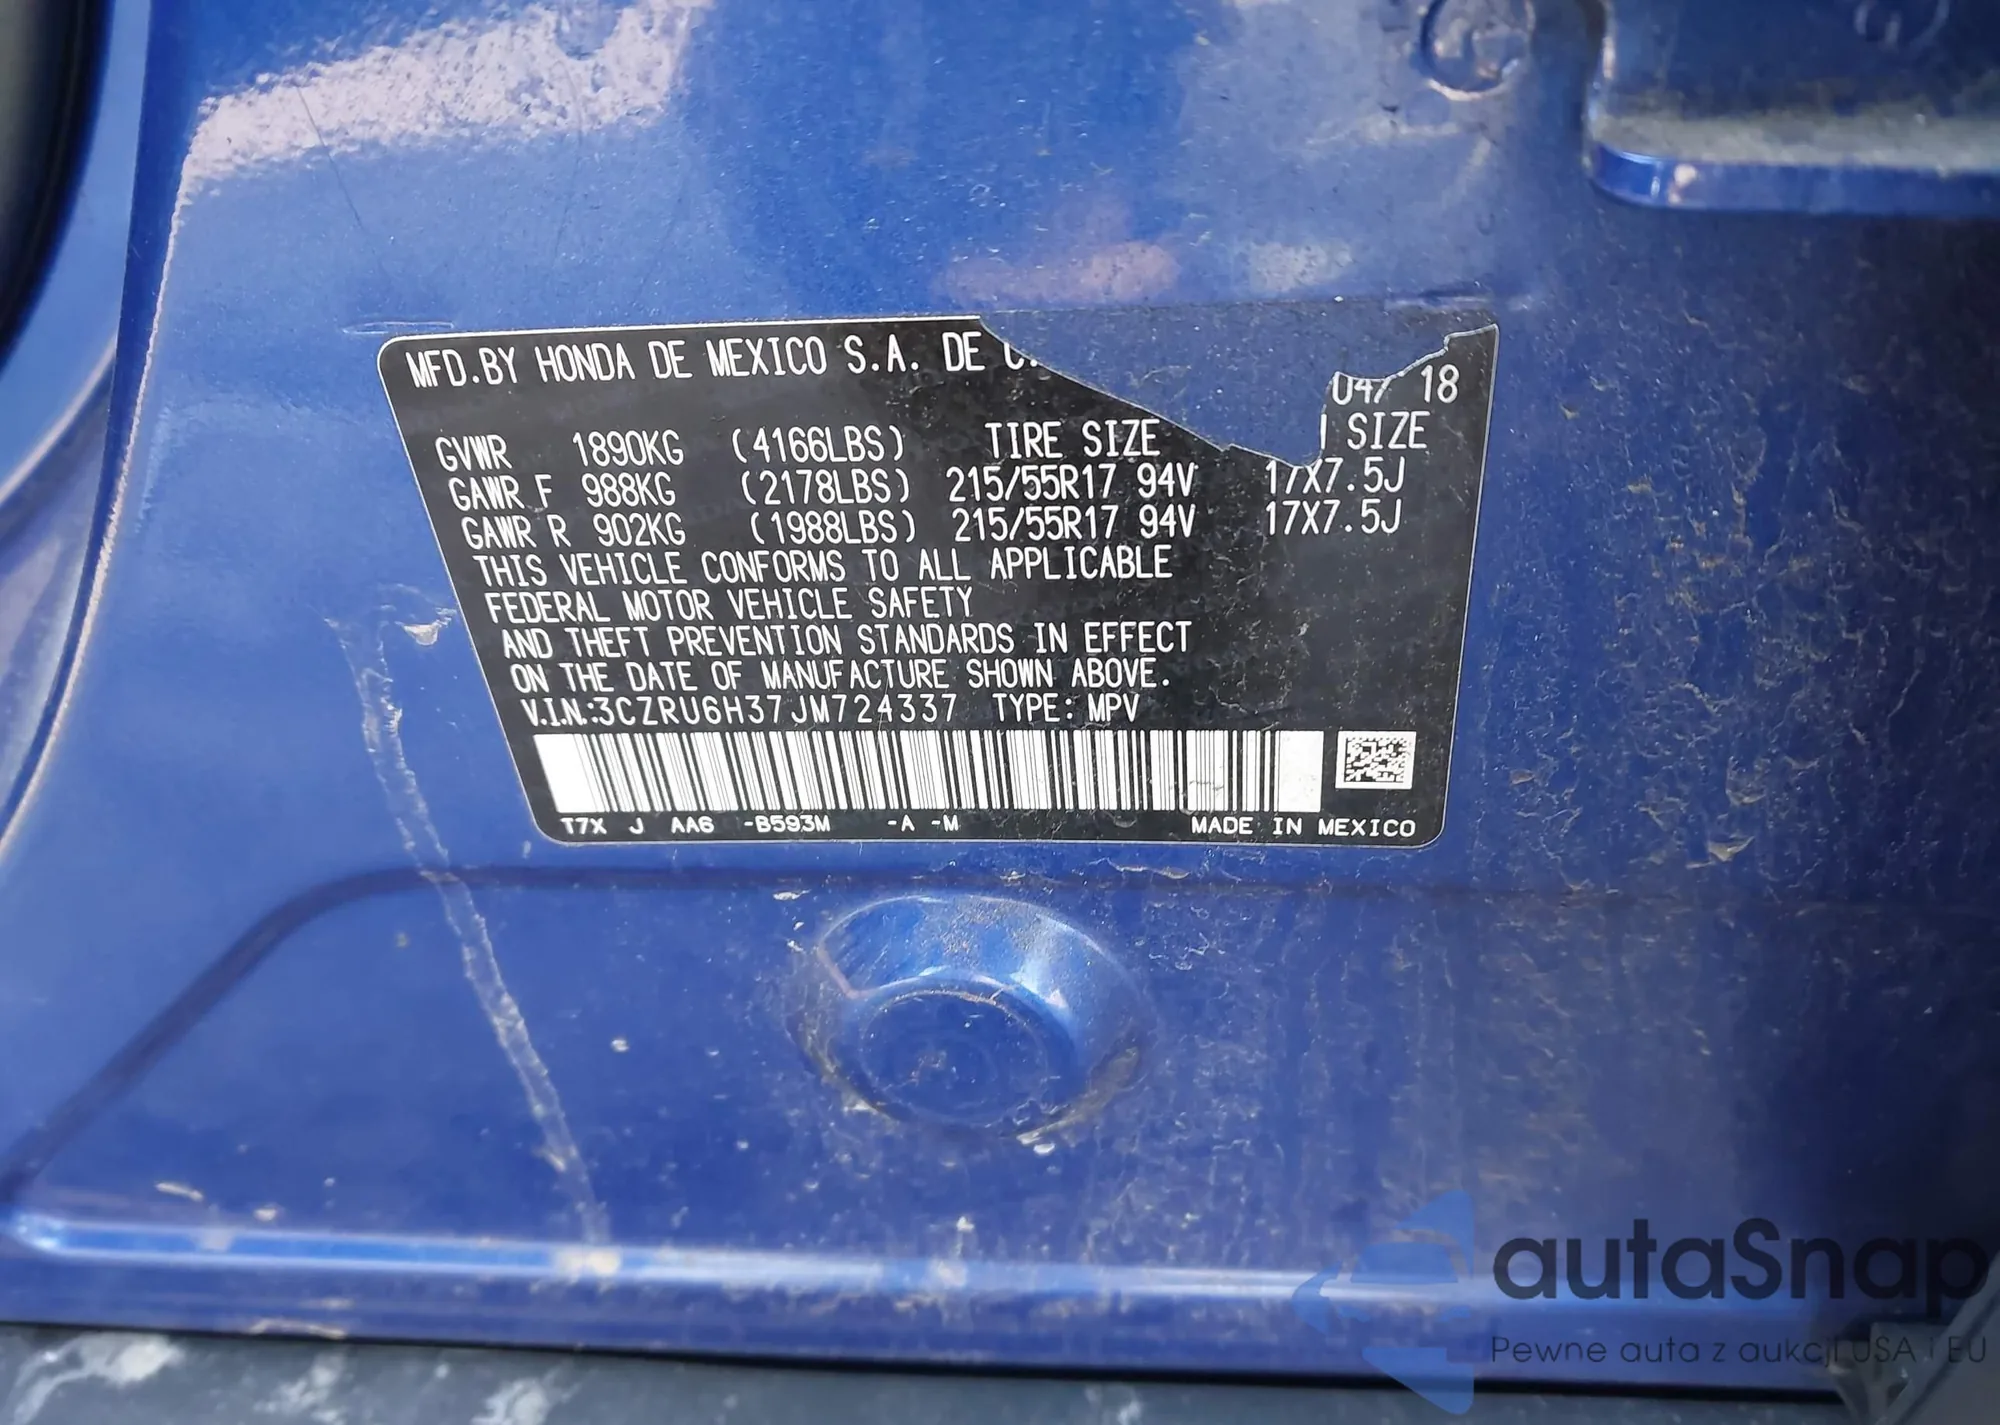 MFD.BY HONDA DE MEXICO S.A. DE C. 04/ 18
GVWR 1890KG (4166LBS) TIRE SIZE SIZE
GAWR F 988KG (2178LBS) 215/55R17 94V 17X7.5J
GAWR R 902KG (1988LBS) 215/55R17 94V 17X7.5J
THIS VEHICLE CONFORMS TO ALL APPLICABLE
FEDERAL MOTOR VEHICLE SAFETY
AND THEFT PREVENTION STANDARDS IN EFFECT
ON THE DATE OF MANUFACTURE SHOWN ABOVE.
V.I.N.:3CZRU6H37JM724337 TYPE: MPV
T7X J AA6 -B593M -A -M MADE IN MEXICO
autaSnap
Pewne auta z aukcji USA i EU